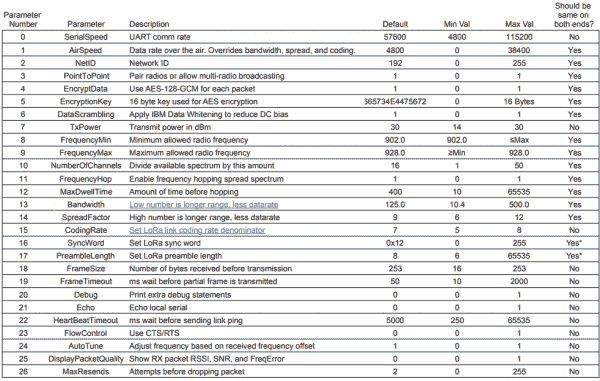 Parameter Number Parameter Description Default Min Val Max Val Should be same on both ends?
0 SerialSpeed UART comm rate 57600 4800 115200 No
1 AirSpeed Data rate over the air. Overrides bandwidth, spread, and coding. 4800 0 38400 Yes
2 NetID Network ID 192 0 255 Yes
3 PointToPoint Pair radios or allow multi-radio broadcasting 1 0 1 Yes
4 EncryptData Use AES-128-GCM for each packet 1 0 1 Yes
5 EncryptionKey 16 byte key used for AES encryption 365734E4475672 0 16 Bytes Yes
6 DataScrambling Apply IBM Data Whitening to reduce DC bias 1 0 1 Yes
7 TxPower Transmit power in dBm 30 14 30 No
8 FrequencyMin Minimum allowed radio frequency 902.0 902.0 ≤Max Yes
9 FrequencyMax Maximum allowed radio frequency 928.0 ≥Min 928.0 Yes
10 NumberOfChannels Divide available spectrum by this amount 16 1 50 Yes
11 FrequencyHop Enable frequency hopping spread spectrum 1 0 1 Yes
12 MaxDwellTime Amount of time before hopping 400 10 65535 Yes
13 Bandwidth Low number is longer range, less datarate 125.0 10.4 500.0 Yes
14 SpreadFactor High number is longer range, less datarate 9 6 12 Yes
15 CodingRate Set LoRa link coding rate denominator 7 5 8 No
16 SyncWord Set LoRa sync word 0x12 0 255 Yes*
17 PreambleLength Set LoRa preamble length 8 6 65535 Yes*
18 FrameSize Number of bytes received before transmission 253 16 253 No
19 FrameTimeout ms wait before partial frame is transmitted 50 10 2000 No
20 Debug Print extra debug statements 0 0 1 No
21 Echo Echo local serial 0 0 1 No
22 HeartBeatTimeout ms wait before sending link ping 5000 250 65535 No
23 FlowControl Use CTS/RTS 0 0 1 No
24 AutoTune Adjust frequency based on received frequency offset 1 0 1 No
25 DisplayPacketQuality Show RX packet RSSI, SNR, and FreqError 0 0 1 No
26 MaxResends Attempts before dropping packet 2 0 255 No